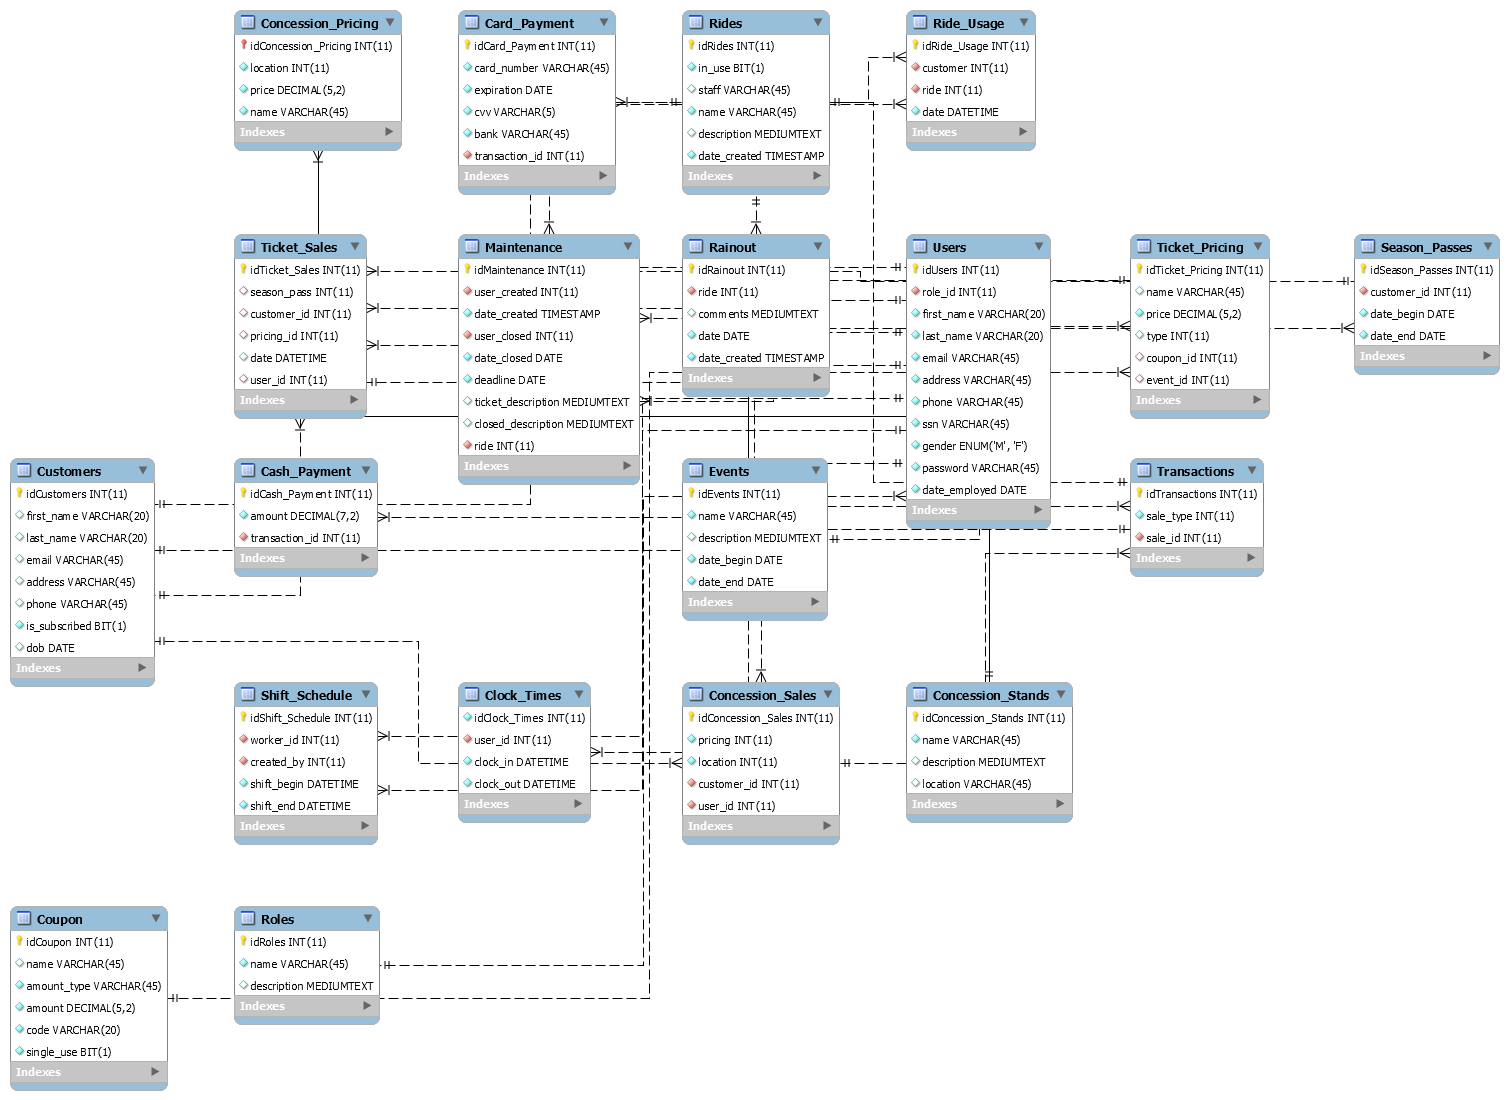 Concession_Pricing
idConcession_Pricing INT(11)
location INT(11)
price DECIMAL(5,2)
name VARCHAR(45)
Indexes
Card_Payment
idCard_Payment INT(11)
card_number VARCHAR(45)
expiration DATE
cvv VARCHAR(5)
bank VARCHAR(45)
transaction_id INT(11)
Indexes
Rides
idRides INT(11)
in_use BIT(1)
staff VARCHAR(45)
name VARCHAR(45)
description MEDIUMTEXT
date_created TIMESTAMP
Indexes
Ride_Usage
idRide_Usage INT(11)
customer INT(11)
ride INT(11)
date DATETIME
Indexes
Ticket_Sales
idTicket_Sales INT(11)
season_pass INT(11)
customer_id INT(11)
pricing_id INT(11)
date DATETIME
user_id INT(11)
Indexes
Maintenance
idMaintenance INT(11)
user_created INT(11)
date_created TIMESTAMP
user_closed INT(11)
date_closed DATE
deadline DATE
ticket_description MEDIUMTEXT
closed_description MEDIUMTEXT
ride INT(11)
Indexes
Rainout
idRainout INT(11)
ride INT(11)
comments MEDIUMTEXT
date DATE
date_created TIMESTAMP
Indexes
Users
idUsers INT(11)
role_id INT(11)
first_name VARCHAR(20)
last_name VARCHAR(20)
email VARCHAR(45)
address VARCHAR(45)
phone VARCHAR(45)
ssn VARCHAR(45)
gender ENUM('M', 'F')
password VARCHAR(45)
date_employed DATE
Indexes
Ticket_Pricing
idTicket_Pricing INT(11)
name VARCHAR(45)
price DECIMAL(5,2)
type INT(11)
coupon_id INT(11)
event_id INT(11)
Indexes
Season_Passes
idSeason_Passes INT(11)
customer_id INT(11)
date_begin DATE
date_end DATE
Indexes
Customers
idCustomers INT(11)
first_name VARCHAR(20)
last_name VARCHAR(20)
email VARCHAR(45)
address VARCHAR(45)
phone VARCHAR(45)
is_subscribed BIT(1)
dob DATE
Indexes
Cash_Payment
idCash_Payment INT(11)
amount DECIMAL(7,2)
transaction_id INT(11)
Indexes
Events
idEvents INT(11)
name VARCHAR(45)
description MEDIUMTEXT
date_begin DATE
date_end DATE
Indexes
Transactions
idTransactions INT(11)
sale_type INT(11)
sale_id INT(11)
Indexes
Shift_Schedule
idShift_Schedule INT(11)
worker_id INT(11)
created_by INT(11)
shift_begin DATETIME
shift_end DATETIME
Indexes
Clock_Times
idClock_Times INT(11)
user_id INT(11)
clock_in DATETIME
clock_out DATETIME
Indexes
Concession_Sales
idConcession_Sales INT(11)
pricing INT(11)
location INT(11)
customer_id INT(11)
user_id INT(11)
Indexes
Concession_Stands
idConcession_Stands INT(11)
name VARCHAR(45)
description MEDIUMTEXT
location VARCHAR(45)
Indexes
Coupon
idCoupon INT(11)
name VARCHAR(45)
amount_type VARCHAR(45)
amount DECIMAL(5,2)
code VARCHAR(20)
single_use BIT(1)
Indexes
Roles
idRoles INT(11)
name VARCHAR(45)
description MEDIUMTEXT
Indexes